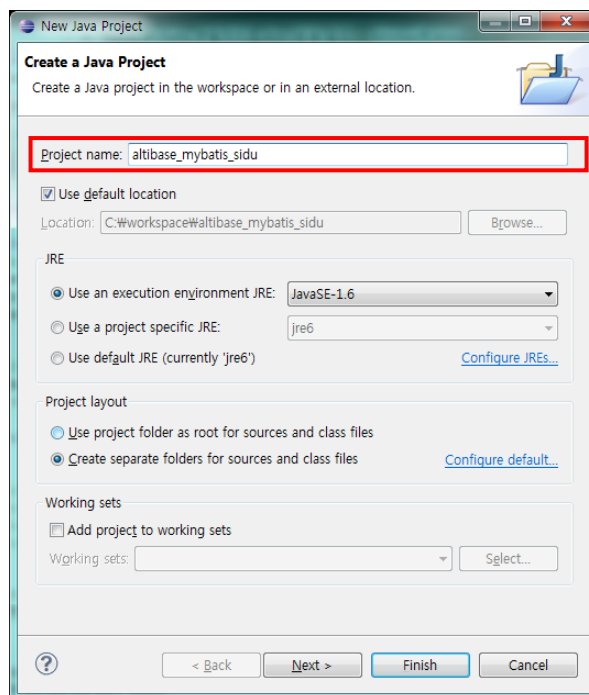 New Java Project
Create a Java Project
Create a Java project in the workspace or in an external location.
Project name: altibase_mybatis_sidu
Use default location
Location: C:₩workspace₩altibase_mybatis_sidu Browse...
JRE
Use an execution environment JRE: JavaSE-1.6
Use a project specific JRE: jre6
Use default JRE (currently 'jre6') Configure JREs...
Project layout
Use project folder as root for sources and class files
Create separate folders for sources and class files Configure default...
Working sets
Add project to working sets
Working sets: Select...
? < Back Next > Finish Cancel